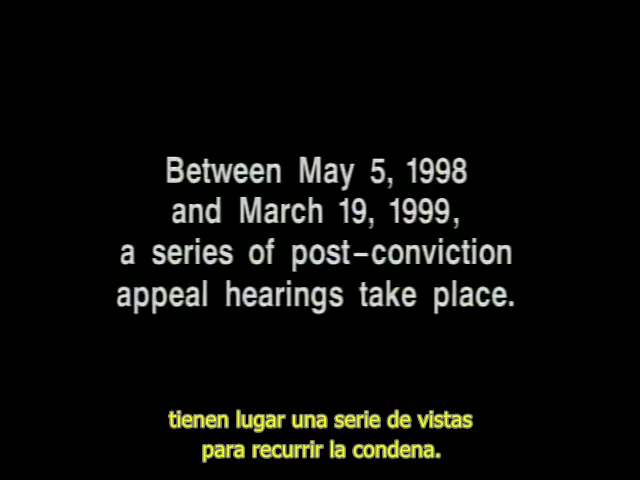 Between May 5, 1998
and March 19, 1999,
a series of post-conviction
appeal hearings take place.
tienen lugar una serie de vistas
para recurrir la condena.